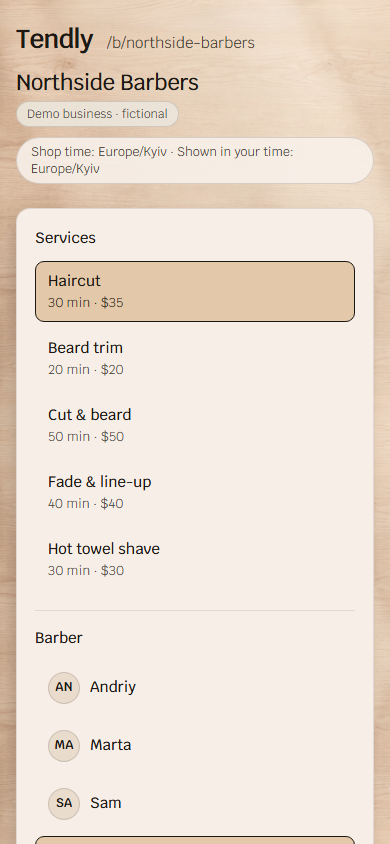 Tendly /b/northside-barbers
Northside Barbers
Demo business · fictional
Shop time: Europe/Kyiv · Shown in your time:
Europe/Kyiv
Services
Haircut
30 min · $35
Beard trim
20 min · $20
Cut & beard
50 min · $50
Fade & line-up
40 min · $40
Hot towel shave
30 min · $30
Barber
AN Andriy
MA Marta
SA Sam